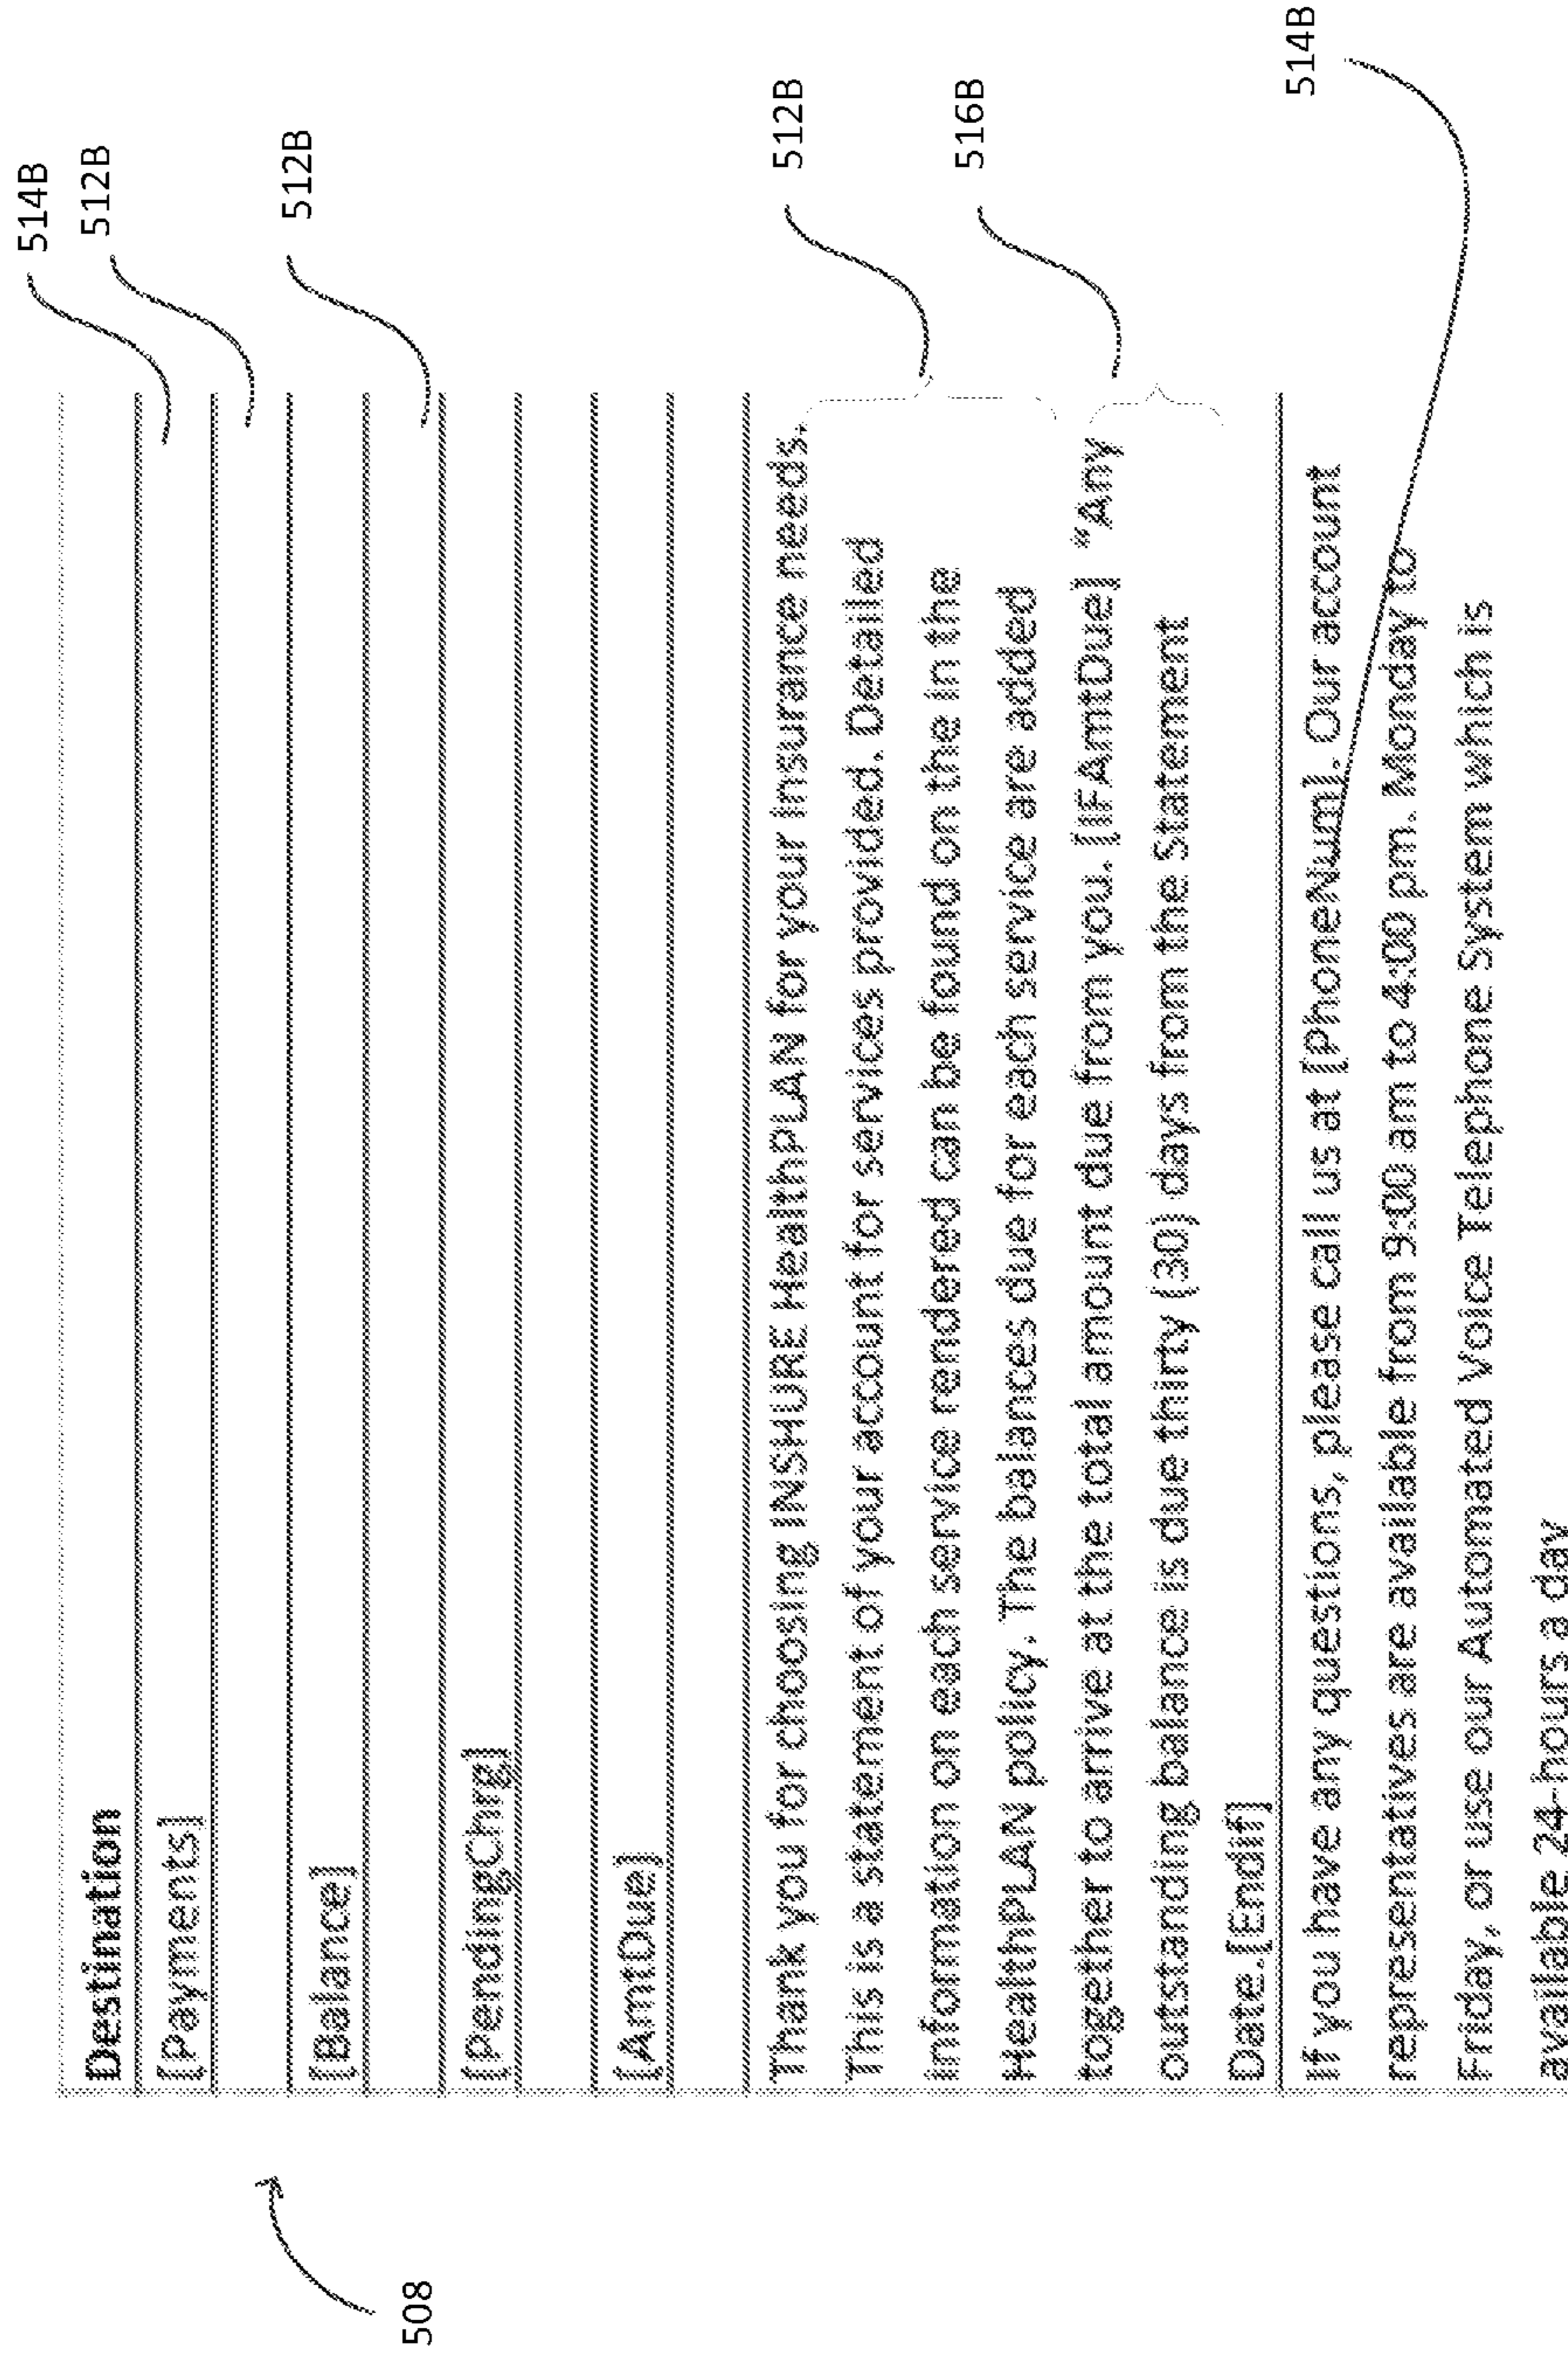 514B
512B
512B
512B
516B
514B
508
Destination
[Payments]
[Balance]
[PendingChrg]
[AmtDue]
Thank you for choosing INSHURE HealthPLAN for your insurance needs.
This is a statement of your account for services provided. Detailed
information on each service rendered can be found on the in the
HealthPLAN policy. The balances due for each service are added
together to arrive at the total amount due from you. [IFAmtDue] "Any
outstanding balance is due thirty (30) days from the Statement
Date.[EndIf]
If you have any questions, please call us at [PhoneNum]. Our account
representatives are available from 9:00 am to 4:00 pm. Monday to
Friday, or use our Automated Voice Telephone System which is
available 24-hours a day